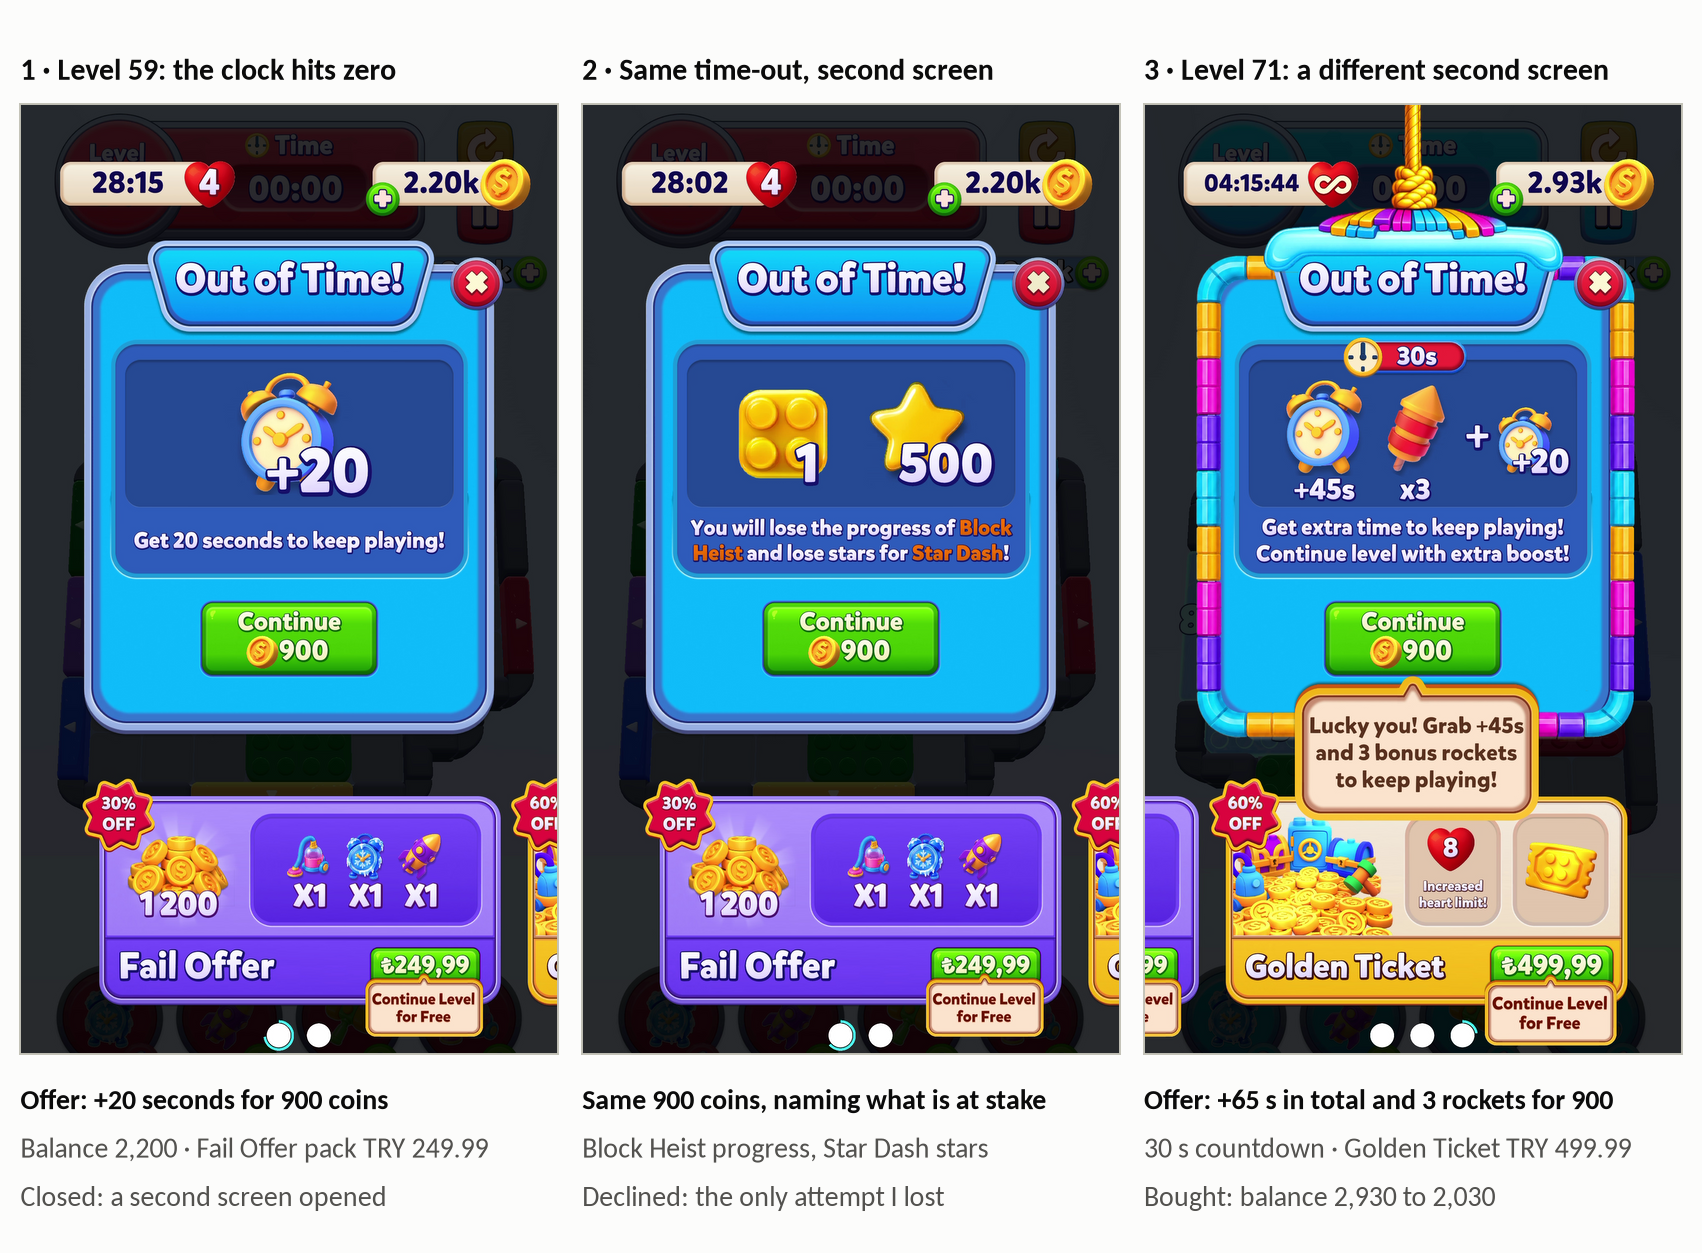 1 · Level 59: the clock hits zero
Level
Time
28:15
4
00:00
2.20k
Out of Time!
+20
Get 20 seconds to keep playing!
Continue
900
30%
OFF
1200
X1 X1 X1
Fail Offer
₺249,99
Continue Level
for Free
60%
OFF
Offer: +20 seconds for 900 coins
Balance 2,200 · Fail Offer pack TRY 249.99
Closed: a second screen opened
2 · Same time-out, second screen
Level
Time
28:02
4
00:00
2.20k
Out of Time!
1
500
You will lose the progress of Block
Heist and lose stars for Star Dash!
Continue
900
30%
OFF
1200
X1 X1 X1
Fail Offer
₺249,99
Continue Level
for Free
60%
OFF
Same 900 coins, naming what is at stake
Block Heist progress, Star Dash stars
Declined: the only attempt I lost
3 · Level 71: a different second screen
Level
04:15:44
2.93k
Out of Time!
30s
+45s
x3
+
+20
Get extra time to keep playing!
Continue level with extra boost!
Continue
900
Lucky you! Grab +45s
and 3 bonus rockets
to keep playing!
60%
OFF
8
Increased
heart limit!
Golden Ticket
₺499,99
Continue Level
for Free
Offer: +65 s in total and 3 rockets for 900
30 s countdown · Golden Ticket TRY 499.99
Bought: balance 2,930 to 2,030